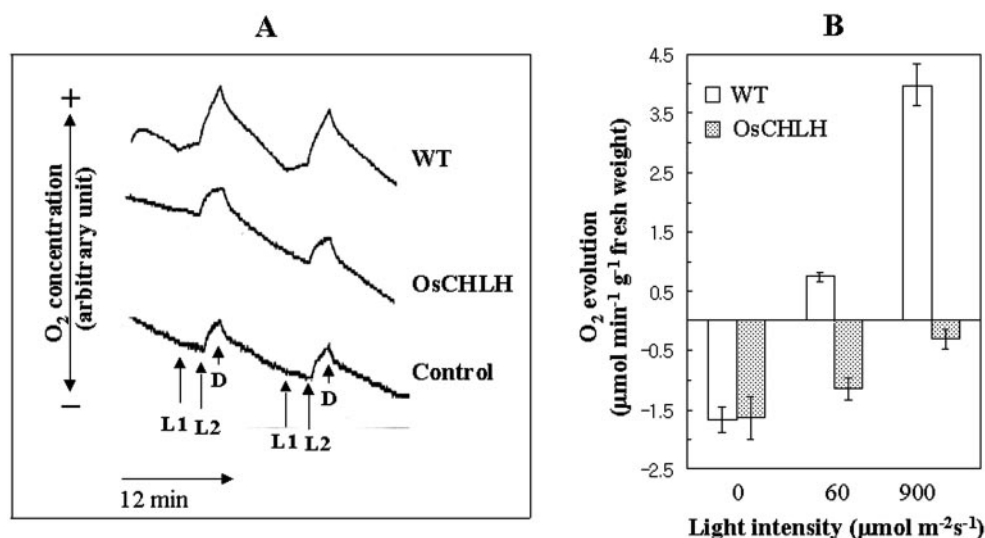 A
+
O₂ concentration
(arbitrary unit)
−
WT
OsCHLH
Control
D
D
L1
L2
L1
L2
12 min
B
O₂ evolution
(µmol min⁻¹ g⁻¹ fresh weight)
4.5
3.5
2.5
1.5
0.5
−0.5
−1.5
−2.5
WT
OsCHLH
0
60
900
Light intensity (µmol m⁻²s⁻¹)